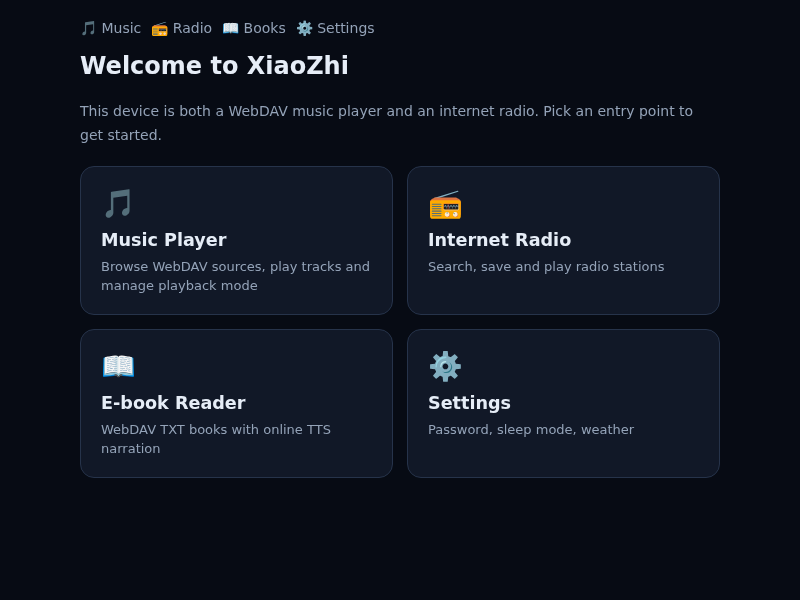 🎵 Music 📻 Radio 📖 Books ⚙️ Settings
Welcome to XiaoZhi
This device is both a WebDAV music player and an internet radio. Pick an entry point to
get started.
Music Player
Browse WebDAV sources, play tracks and
manage playback mode
Internet Radio
Search, save and play radio stations
E-book Reader
WebDAV TXT books with online TTS
narration
Settings
Password, sleep mode, weather